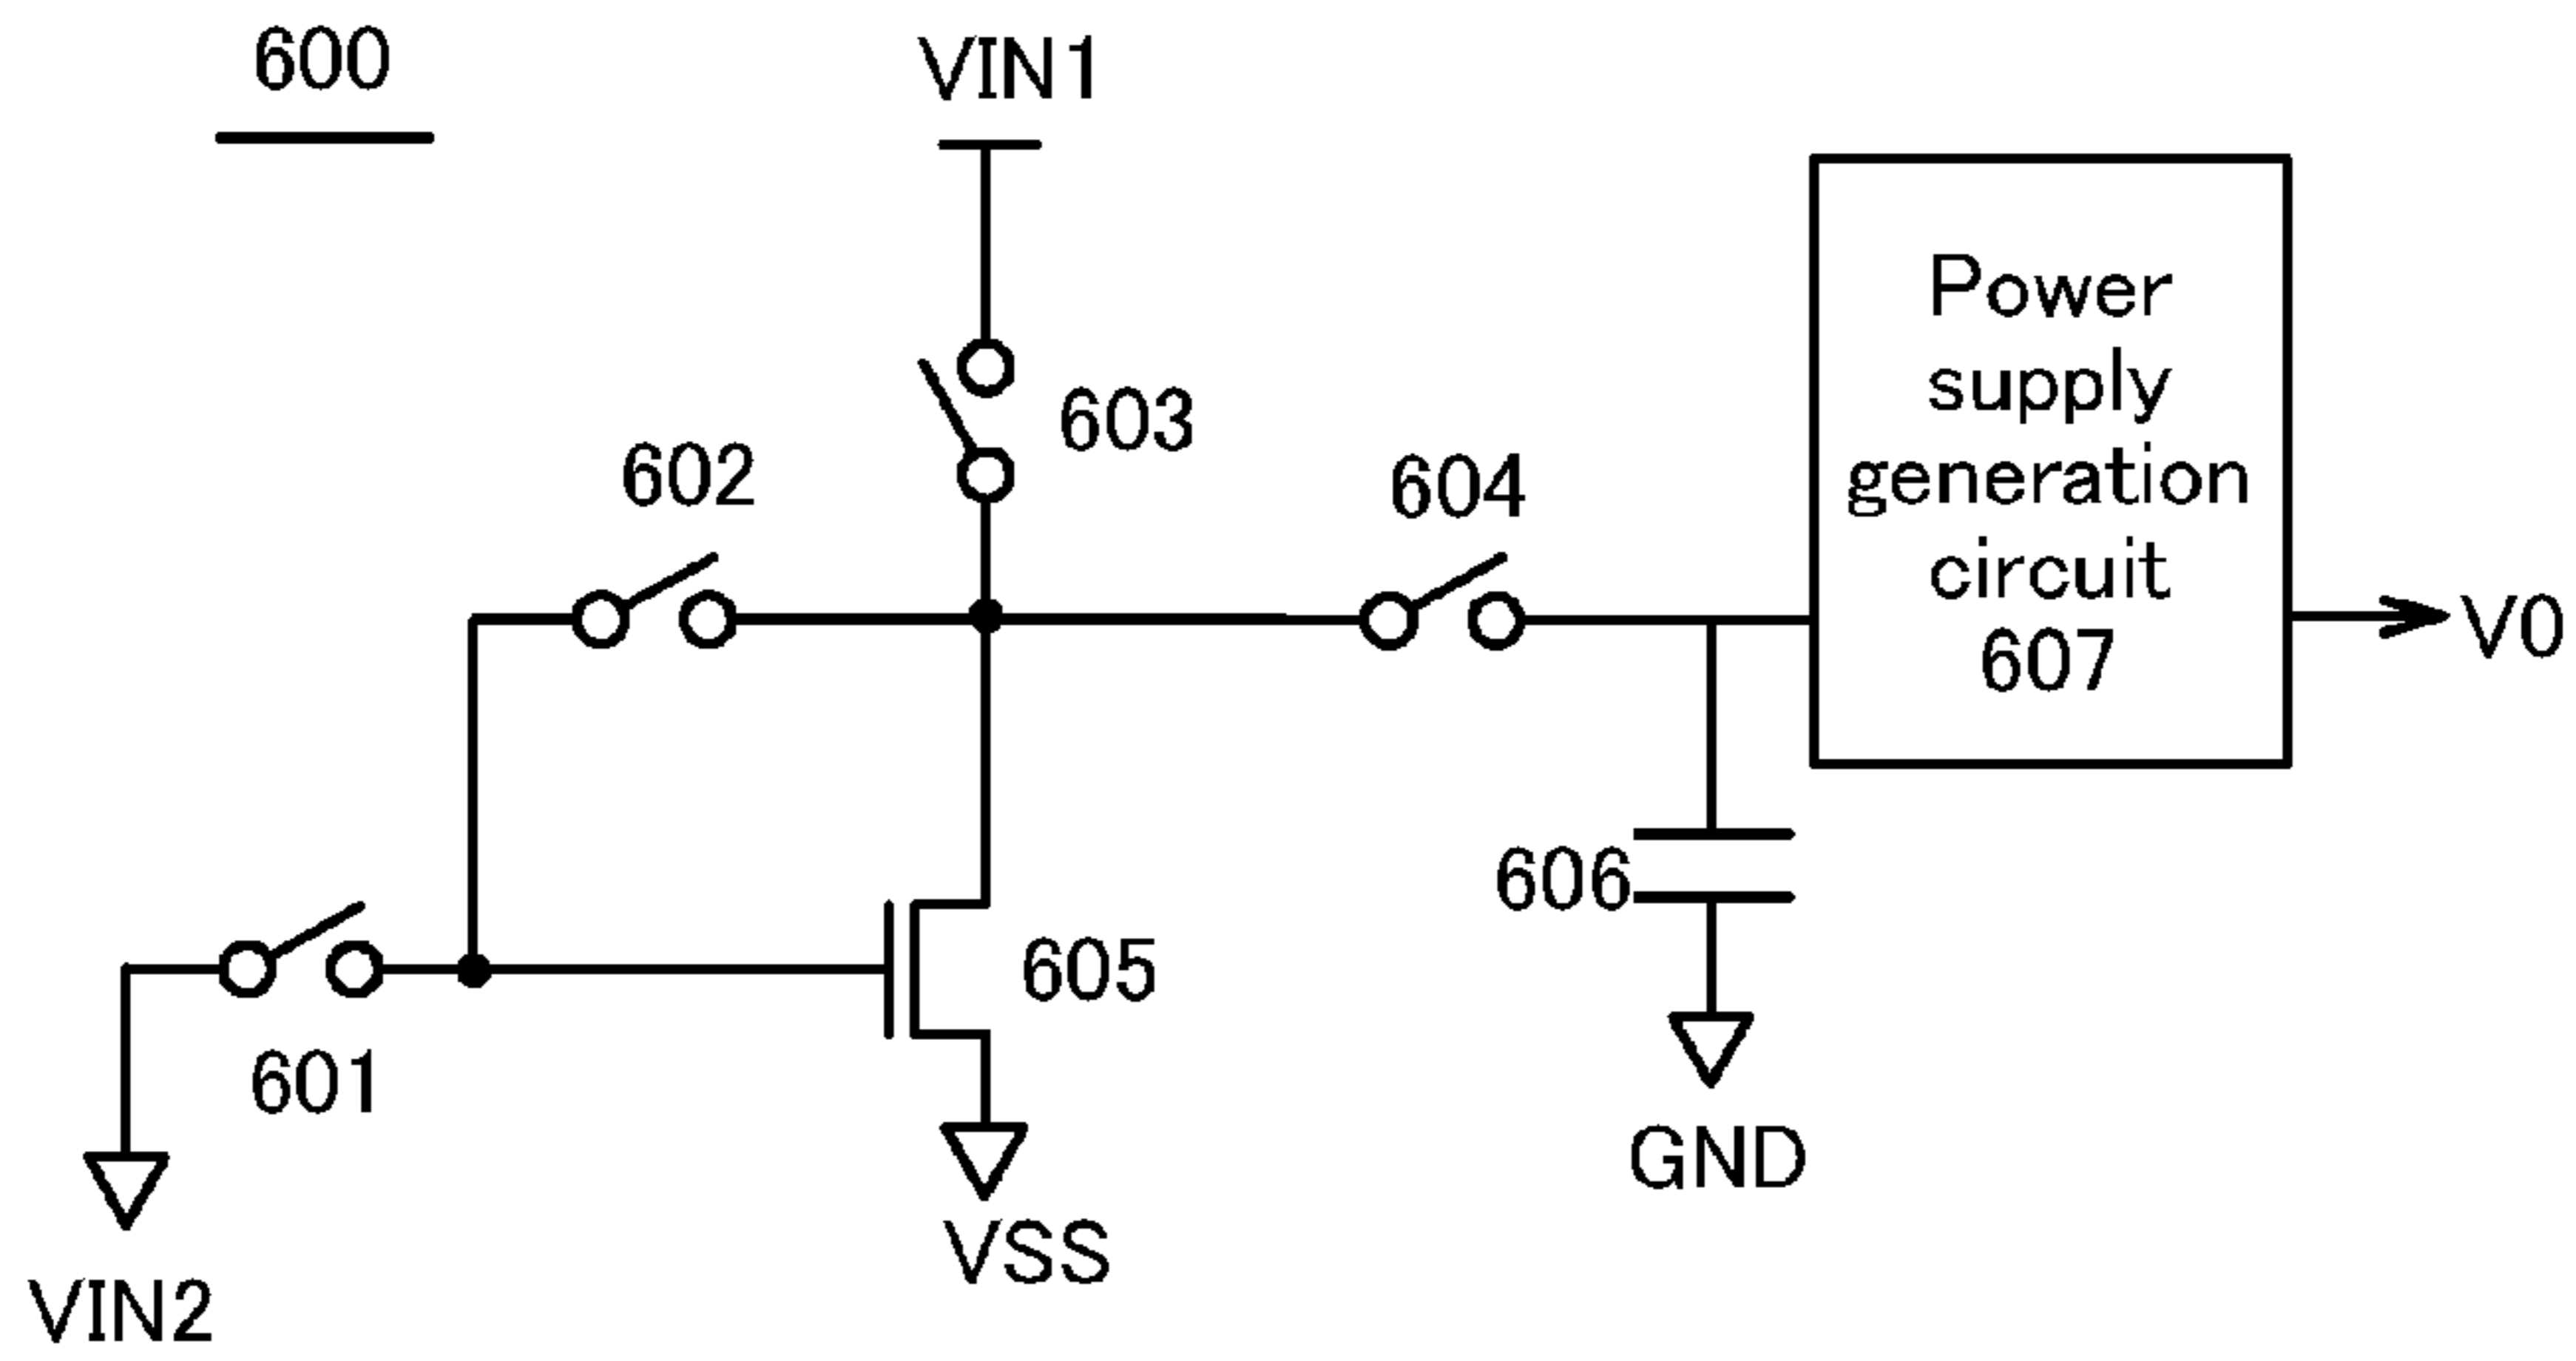 600
VIN1
603
602
604
Power
supply
generation
circuit
607
V0
606
605
601
GND
VSS
VIN2